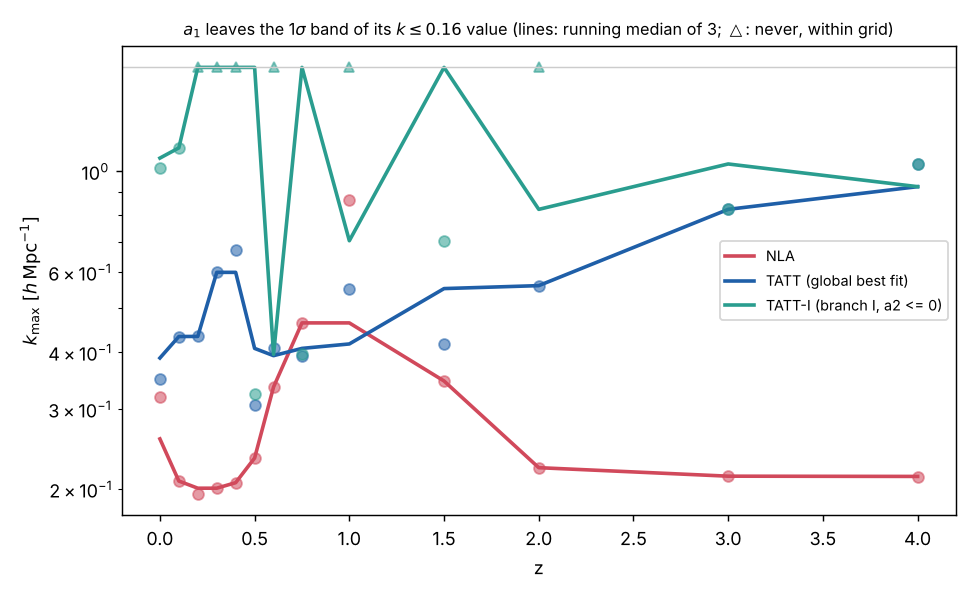 a₁ leaves the 1σ band of its k ≤ 0.16 value (lines: running median of 3; △: never, within grid)
k_max [h Mpc⁻¹]
10⁰
6 × 10⁻¹
4 × 10⁻¹
3 × 10⁻¹
2 × 10⁻¹
NLA
TATT (global best fit)
TATT-I (branch I, a2 <= 0)
0.0 0.5 1.0 1.5 2.0 2.5 3.0 3.5 4.0
z